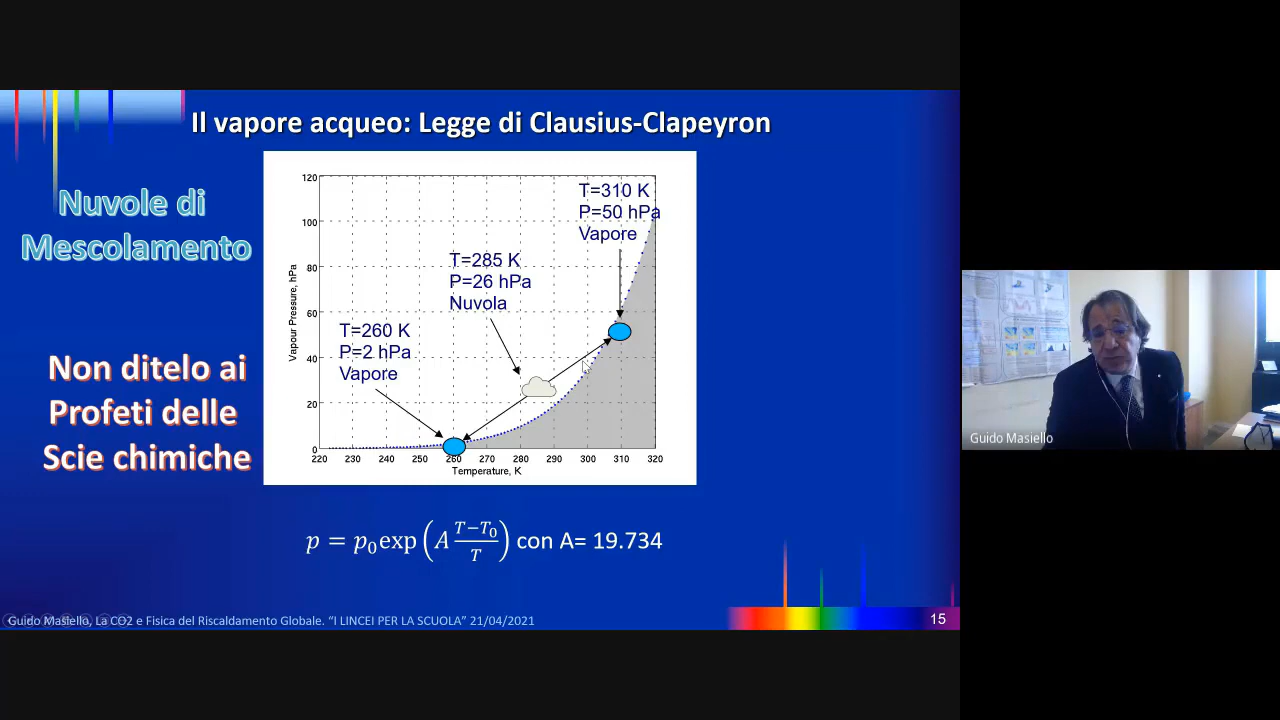 Il vapore acqueo: Legge di Clausius-Clapeyron
Nuvole di
Mescolamento
Non ditelo ai
Profeti delle
Scie chimiche
120
100
80
60
40
20
0
Vapour Pressure, hPa
T=310 K
P=50 hPa
Vapore
T=285 K
P=26 hPa
Nuvola
T=260 K
P=2 hPa
Vapore
220 230 240 250 260 270 280 290 300 310 320
Temperature, K
p = p₀ exp(A (T−T₀)/T) con A= 19.734
Guido Masiello, La CO2 e Fisica del Riscaldamento Globale. “I LINCEI PER LA SCUOLA” 21/04/2021
15
Guido Masiello